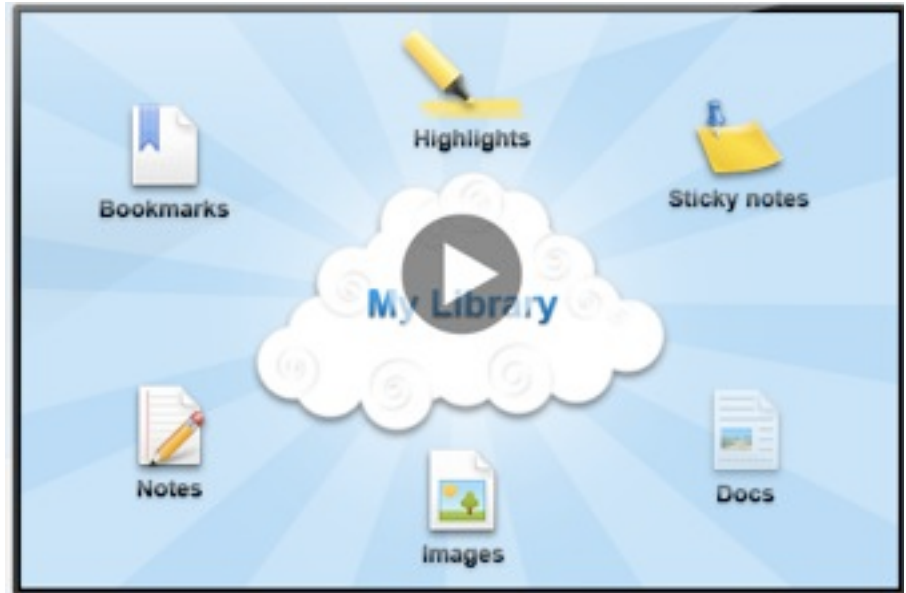 Highlights
Bookmarks
Sticky notes
My Library
Notes
Docs
Images